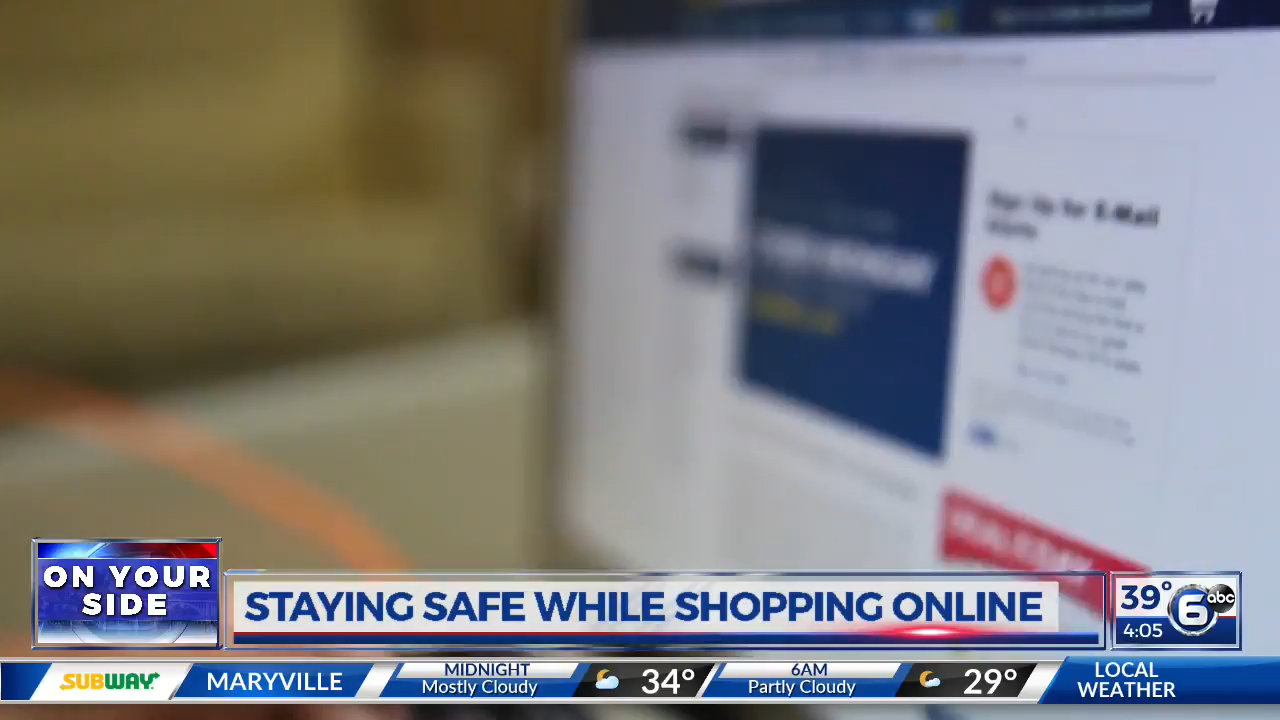 Sign Up for E-Mail
ON YOUR
SIDE
STAYING SAFE WHILE SHOPPING ONLINE
39°
4:05
6
abc
SUBWAY
MARYVILLE
MIDNIGHT
Mostly Cloudy
34°
6AM
Partly Cloudy
29°
LOCAL
WEATHER